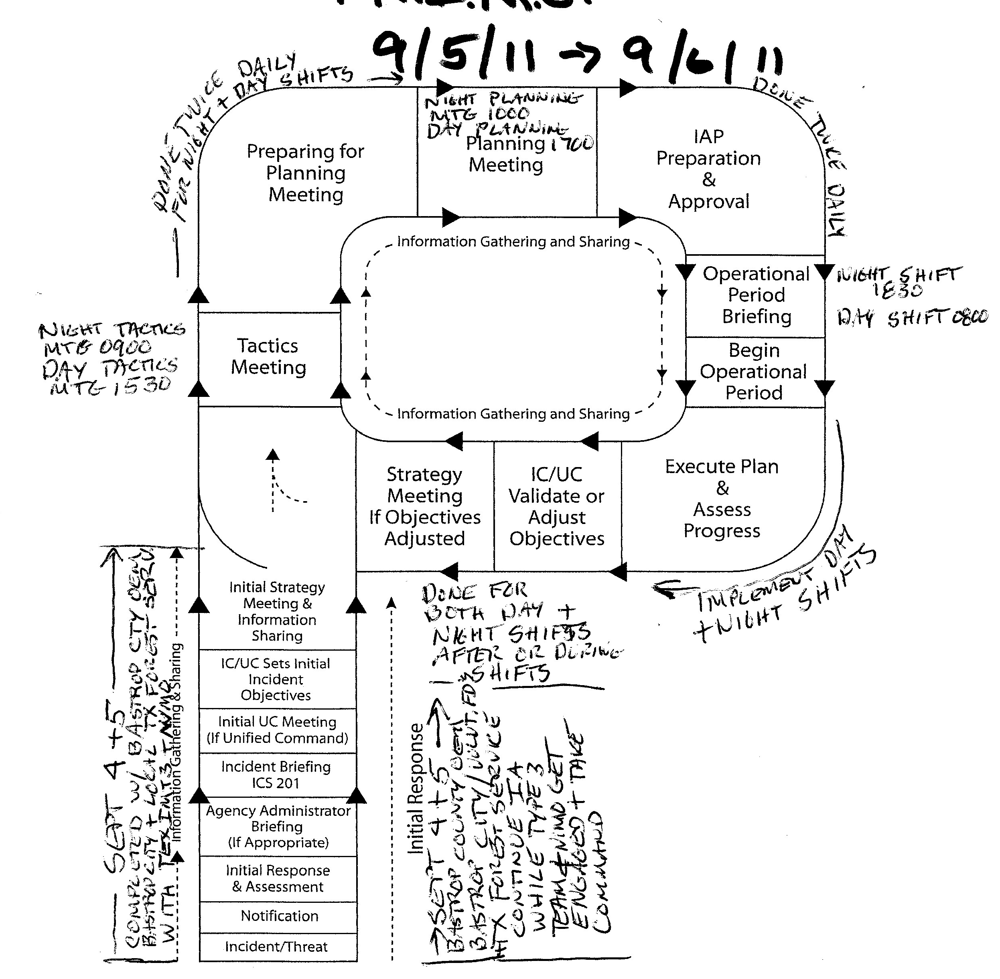 9/5/11 → 9/6/11
DONE TWICE DAILY
FOR NIGHT + DAY SHIFTS
DONE TWICE DAILY
NIGHT PLANNING
MTG 1000
DAY PLANNING
1700
Preparing for
Planning
Meeting
Planning
Meeting
IAP
Preparation
&
Approval
Information Gathering and Sharing
Operational
Period
Briefing
NIGHT SHIFT
1830
DAY SHIFT 0800
NIGHT TACTICS
MTG 0900
DAY TACTICS
MTG 1530
Tactics
Meeting
Begin
Operational
Period
Information Gathering and Sharing
Strategy
Meeting
If Objectives
Adjusted
IC/UC
Validate or
Adjust
Objectives
Execute Plan
&
Assess
Progress
IMPLEMENT DAY
+ NIGHT SHIFTS
DONE FOR
BOTH DAY +
NIGHT SHIFTS
AFTER OR DURING
SHIFTS
Initial Strategy
Meeting &
Information
Sharing
IC/UC Sets Initial
Incident
Objectives
Initial UC Meeting
(If Unified Command)
Incident Briefing
ICS 201
Agency Administrator
Briefing
(If Appropriate)
Initial Response
& Assessment
Notification
Incident/Threat
SEPT 4 + 5
COMPLETED W/ BASTROP CTY OEM
BASTROP CITY + LOCAL TX FOREST SERV.
WITH TEX IMT3 NIMO
Information Gathering & Sharing
Initial Response
SEPT 4 + 5
BASTROP COUNTY OEM
BASTROP CITY/VOLUT. FD'S
TX FOREST SERVICE
CONTINUE IA
WHILE TYPE 3
TEAM + NIMO GET
ENGAGED + TAKE
COMMAND